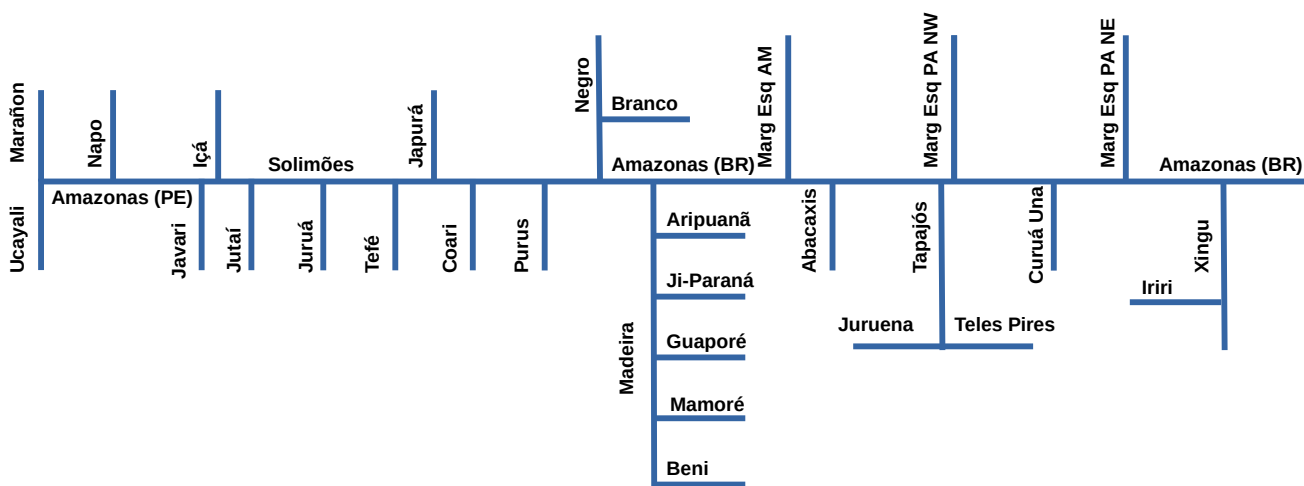 Marañon
Napo
Içá
Solimões
Japurá
Negro
Branco
Amazonas (BR)
Marg Esq AM
Marg Esq PA NW
Marg Esq PA NE
Amazonas (BR)
Ucayali
Amazonas (PE)
Javari
Jutaí
Juruá
Tefé
Coari
Purus
Madeira
Aripuanã
Ji-Paraná
Guaporé
Mamoré
Beni
Abacaxis
Tapajós
Juruena
Teles Pires
Curuá Una
Xingu
Iriri